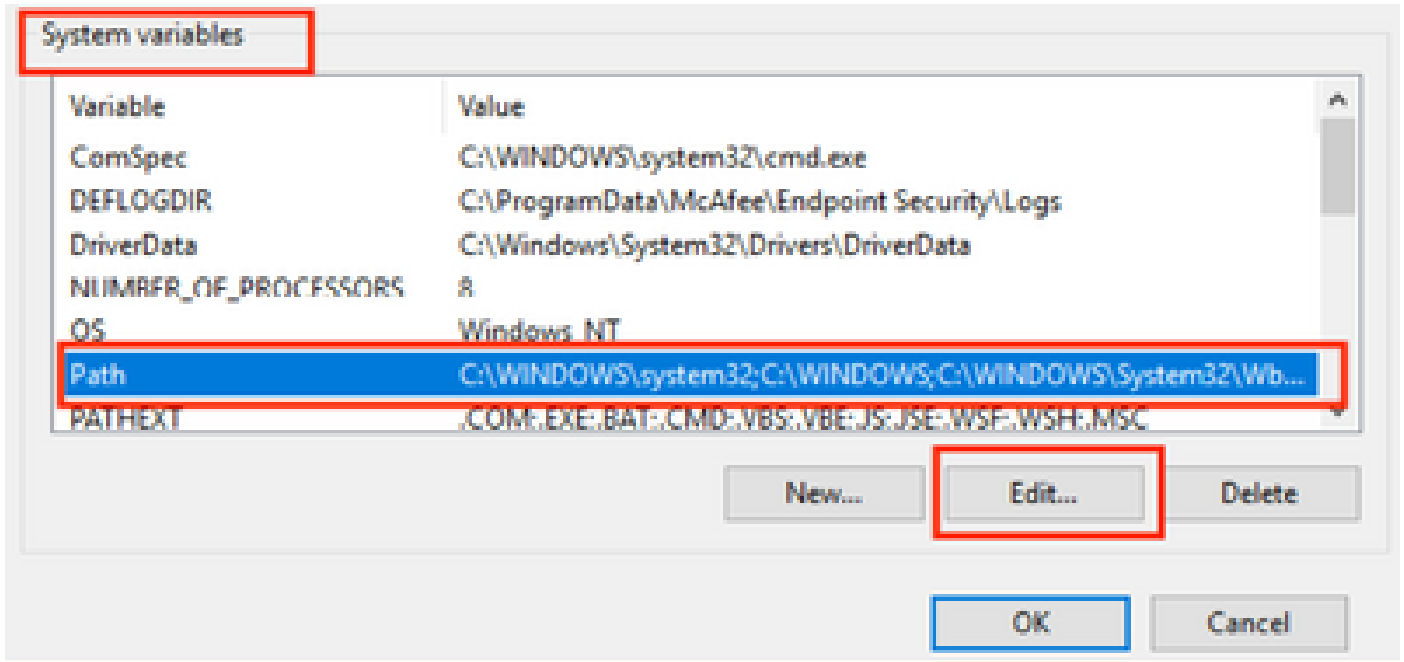 System variables
Variable Value
ComSpec C:\WINDOWS\system32\cmd.exe
DEFLOGDIR C:\ProgramData\McAfee\Endpoint Security\Logs
DriverData C:\Windows\System32\Drivers\DriverData
NUMBER_OF_PROCESSORS 8
OS Windows_NT
Path C:\WINDOWS\system32;C:\WINDOWS;C:\WINDOWS\System32\Wb...
PATHEXT .COM;.EXE;.BAT;.CMD;.VBS;.VBE;.JS;.JSE;.WSF;.WSH;.MSC
New... Edit... Delete
OK Cancel